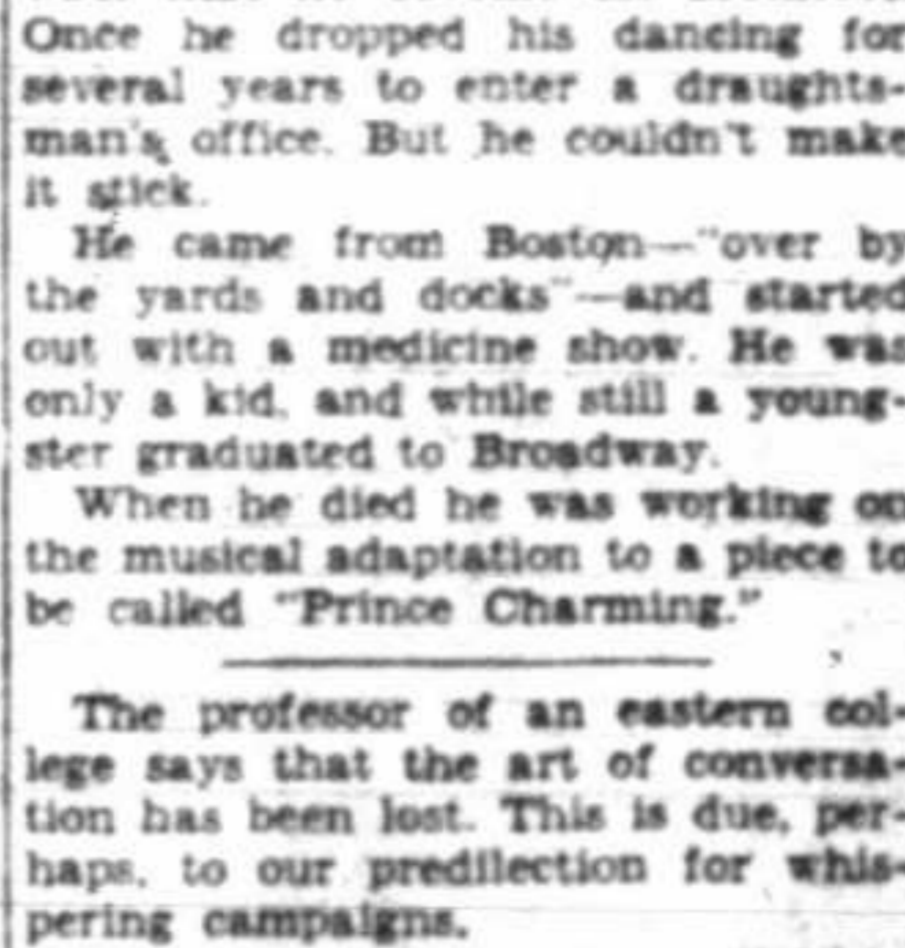 Once he dropped his dancing for
several years to enter a draughts-
man's office. But he couldn't make
it stick.
He came from Boston—"over by
the yards and docks"—and started
out with a medicine show. He was
only a kid, and while still a young-
ster graduated to Broadway.
When he died he was working on
the musical adaptation to a piece to
be called "Prince Charming."
The professor of an eastern col-
lege says that the art of conversa-
tion has been lost. This is due, per-
haps, to our predilection for whis-
pering campaigns.